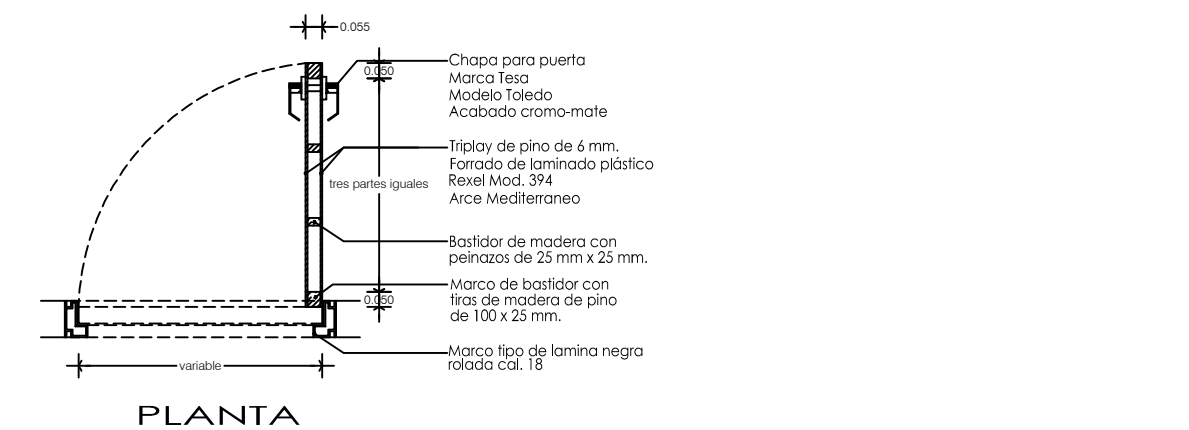 0.055
Chapa para puerta
Marca Tesa
Modelo Toledo
Acabado cromo-mate
0.050
Triplay de pino de 6 mm.
Forrado de laminado plástico
Rexel Mod. 394
Arce Mediterraneo
tres partes iguales
Bastidor de madera con
peinazos de 25 mm x 25 mm.
Marco de bastidor con
tiras de madera de pino
de 100 x 25 mm.
0.050
Marco tipo de lamina negra
rolada cal. 18
variable
PLANTA